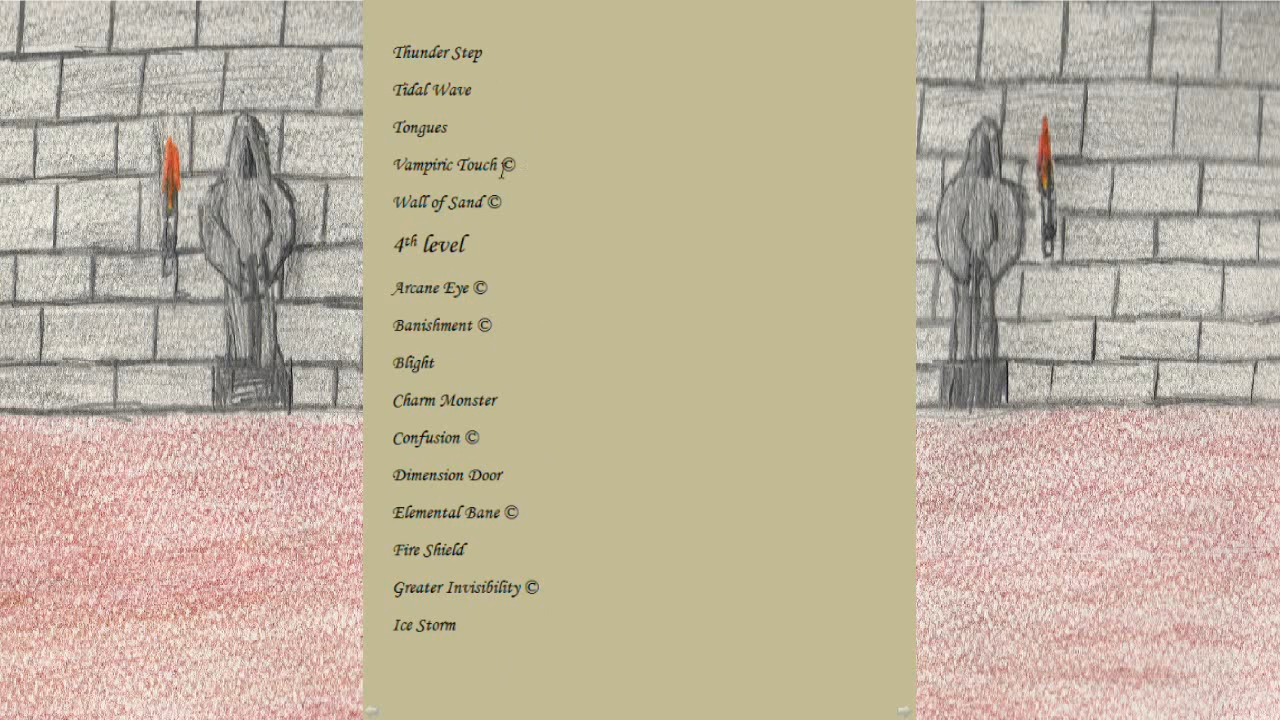 Thunder Step
Tidal Wave
Tongues
Vampiric Touch ©
Wall of Sand ©
4th level
Arcane Eye ©
Banishment ©
Blight
Charm Monster
Confusion ©
Dimension Door
Elemental Bane ©
Fire Shield
Greater Invisibility ©
Ice Storm